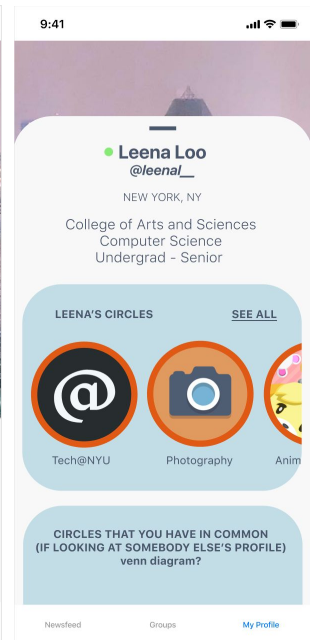 9:41
Leena Loo
@leenal__
NEW YORK, NY
College of Arts and Sciences
Computer Science
Undergrad - Senior
LEENA'S CIRCLES
SEE ALL
@
Tech@NYU
Photography
Anim
CIRCLES THAT YOU HAVE IN COMMON
(IF LOOKING AT SOMEBODY ELSE'S PROFILE)
venn diagram?
Newsfeed
Groups
My Profile